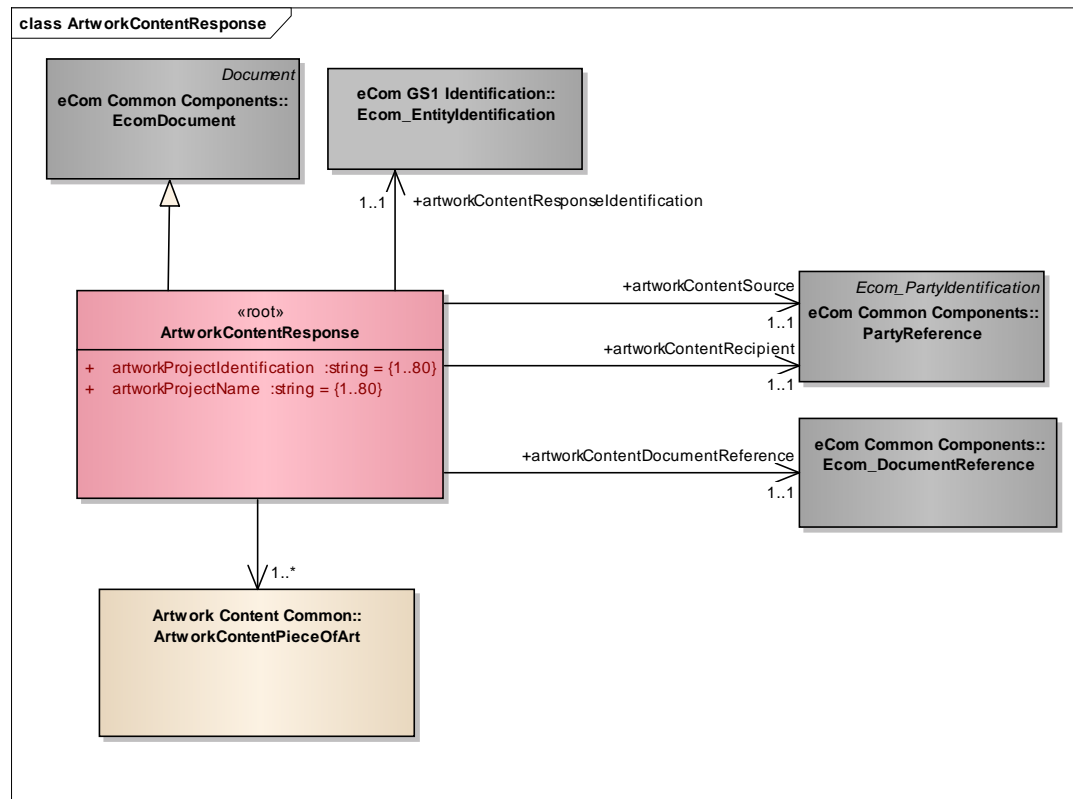 class ArtworkContentResponse
Document
eCom Common Components::
EcomDocument
eCom GS1 Identification::
Ecom_EntityIdentification
1..1
+artworkContentResponseIdentification
«root»
ArtworkContentResponse
+ artworkProjectIdentification :string = {1..80}
+ artworkProjectName :string = {1..80}
+artworkContentSource
1..1
+artworkContentRecipient
1..1
Ecom_PartyIdentification
eCom Common Components::
PartyReference
+artworkContentDocumentReference
1..1
eCom Common Components::
Ecom_DocumentReference
1..*
Artwork Content Common::
ArtworkContentPieceOfArt